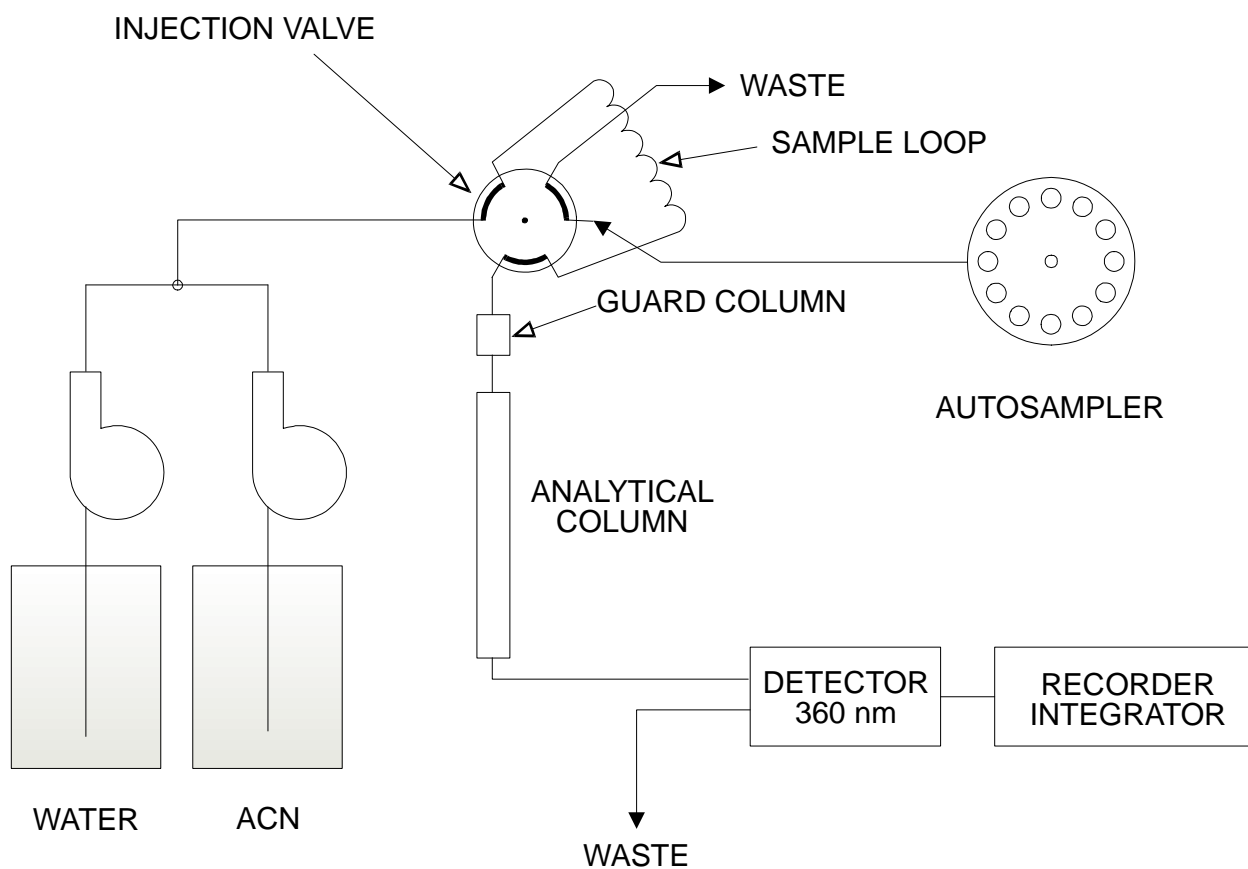 INJECTION VALVE
WASTE
SAMPLE LOOP
GUARD COLUMN
AUTOSAMPLER
ANALYTICAL
COLUMN
DETECTOR
360 nm
RECORDER
INTEGRATOR
WATER
ACN
WASTE